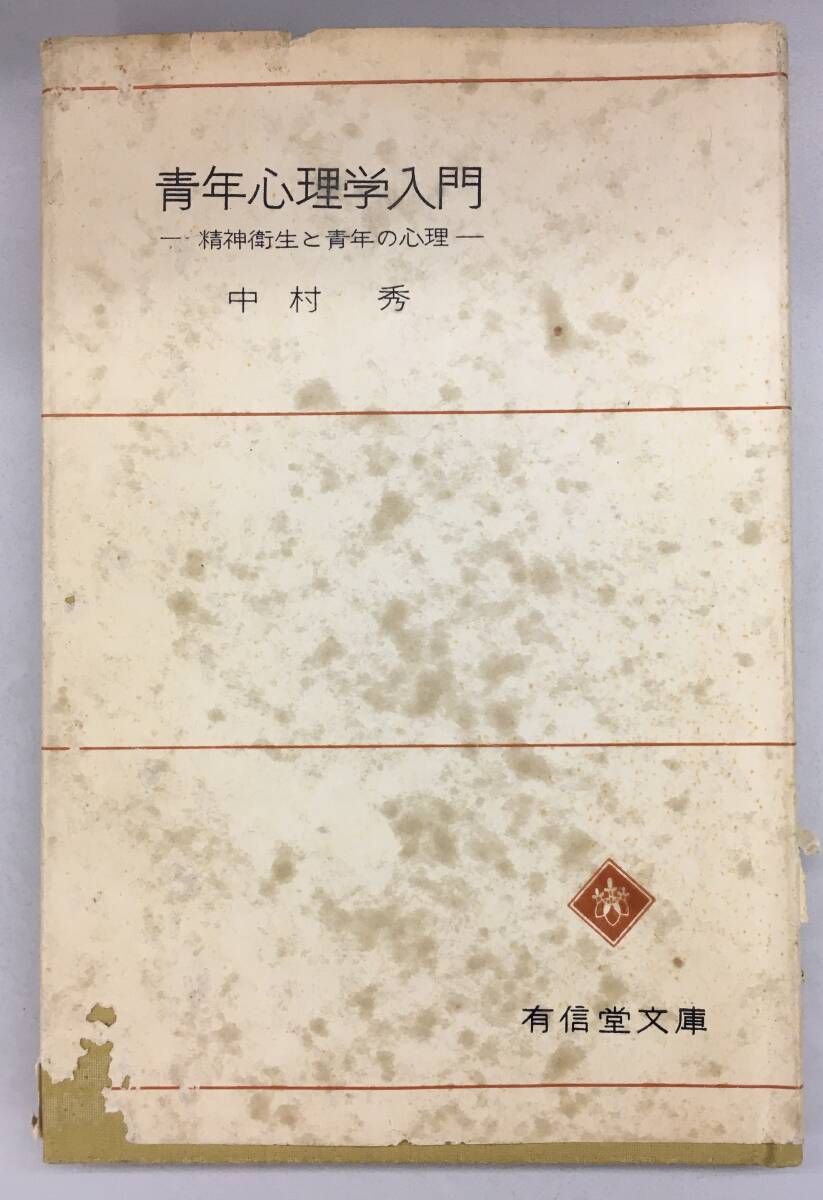 青年心理学入門
― 精神衛生と青年の心理 ―
中村 秀
有信堂文庫